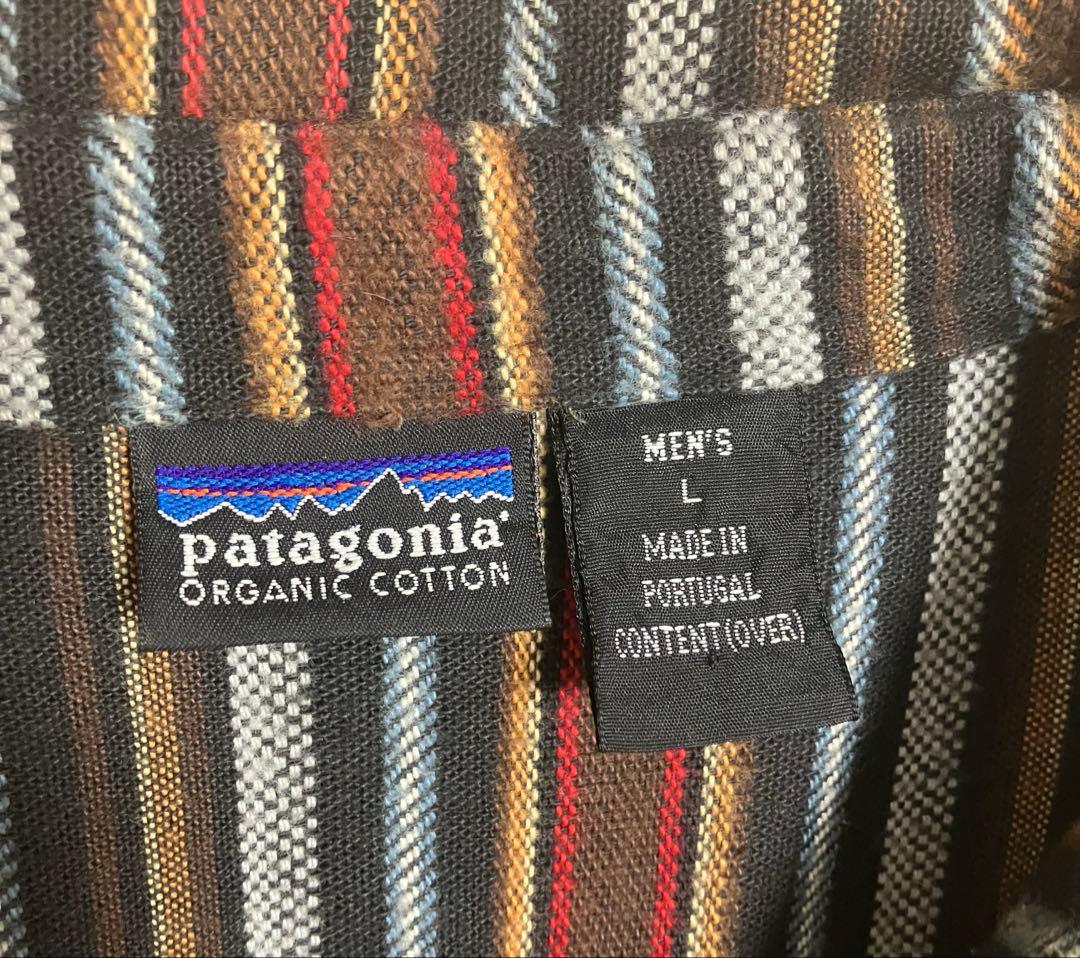 patagonia®
ORGANIC COTTON
MEN'S
L
MADE IN
PORTUGAL
CONTENT(OVER)